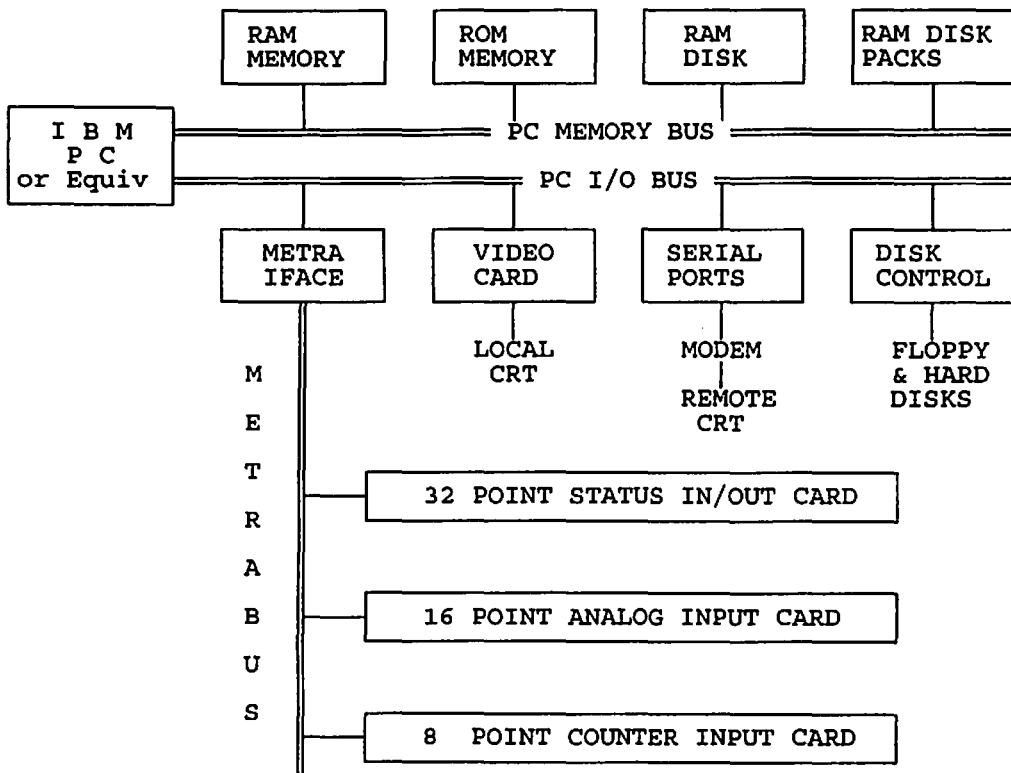 RAM MEMORY
ROM MEMORY
RAM DISK
RAM DISK PACKS
I B M
P C
or Equiv
PC MEMORY BUS
PC I/O BUS
METRA IFACE
VIDEO CARD
SERIAL PORTS
DISK CONTROL
LOCAL CRT
MODEM
REMOTE CRT
FLOPPY & HARD DISKS
METRABUS
32 POINT STATUS IN/OUT CARD
16 POINT ANALOG INPUT CARD
8 POINT COUNTER INPUT CARD